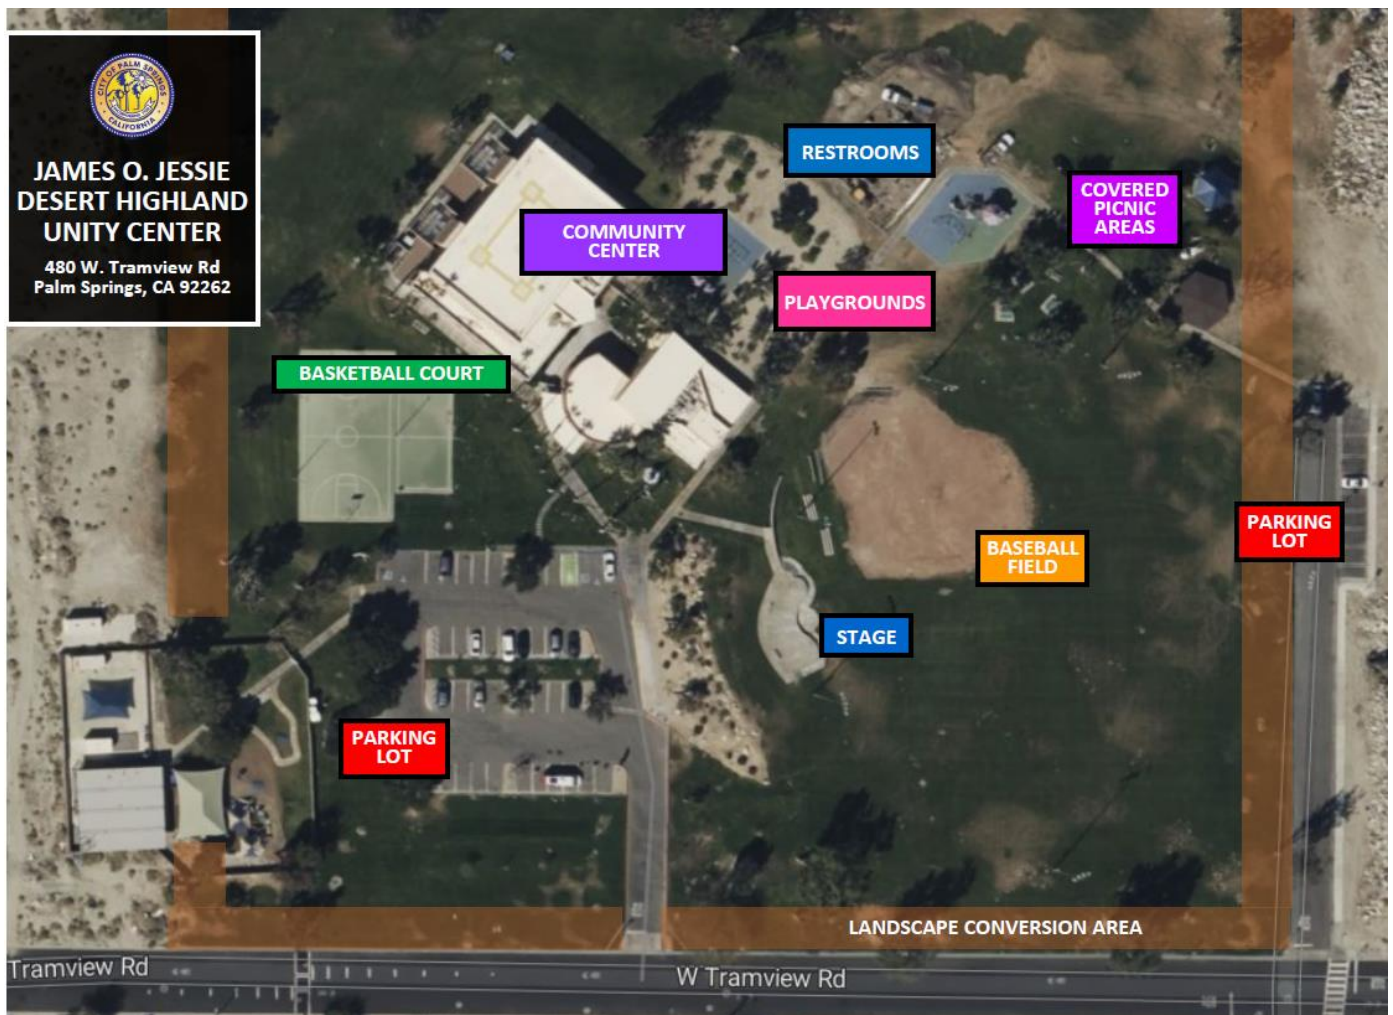 CITY OF PALM SPRINGS
CALIFORNIA
JAMES O. JESSIE
DESERT HIGHLAND
UNITY CENTER
480 W. Tramview Rd
Palm Springs, CA 92262
RESTROOMS
COVERED
PICNIC
AREAS
COMMUNITY
CENTER
PLAYGROUNDS
BASKETBALL COURT
PARKING
LOT
BASEBALL
FIELD
STAGE
PARKING
LOT
LANDSCAPE CONVERSION AREA
Tramview Rd
W Tramview Rd